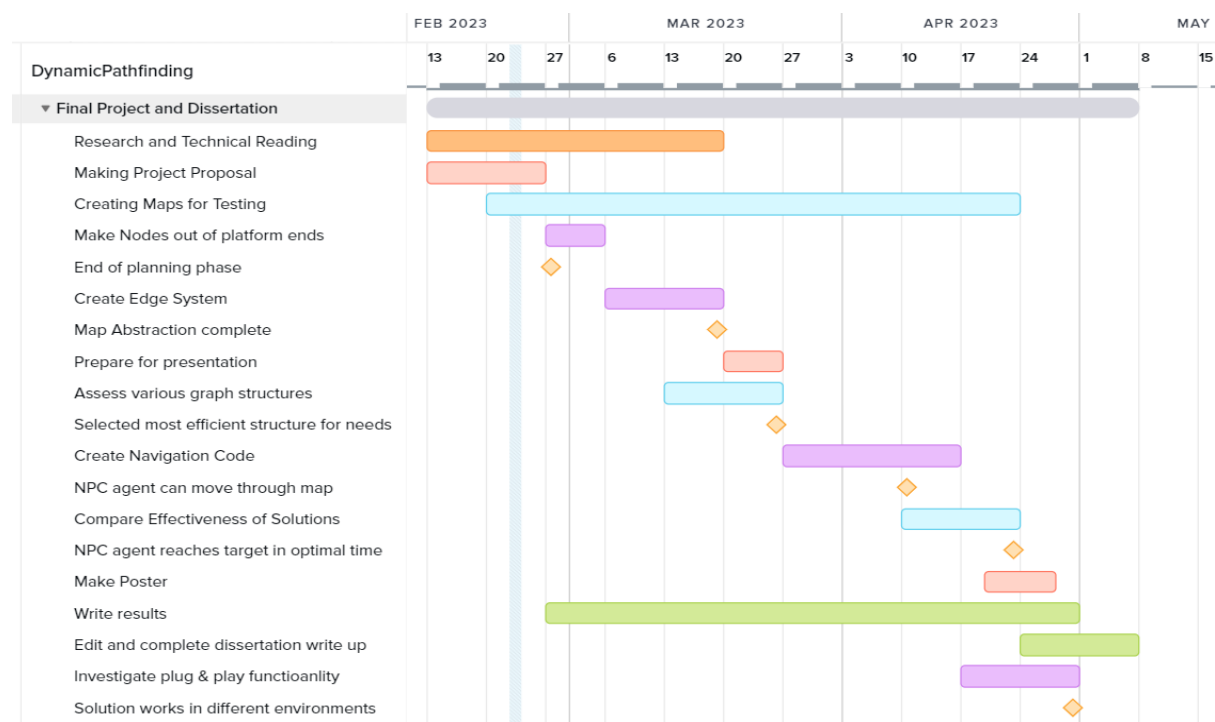 FEB 2023 MAR 2023 APR 2023 MAY
13 20 27 6 13 20 27 3 10 17 24 1 8 15
DynamicPathfinding
Final Project and Dissertation
Research and Technical Reading
Making Project Proposal
Creating Maps for Testing
Make Nodes out of platform ends
End of planning phase
Create Edge System
Map Abstraction complete
Prepare for presentation
Assess various graph structures
Selected most efficient structure for needs
Create Navigation Code
NPC agent can move through map
Compare Effectiveness of Solutions
NPC agent reaches target in optimal time
Make Poster
Write results
Edit and complete dissertation write up
Investigate plug & play functioanlity
Solution works in different environments